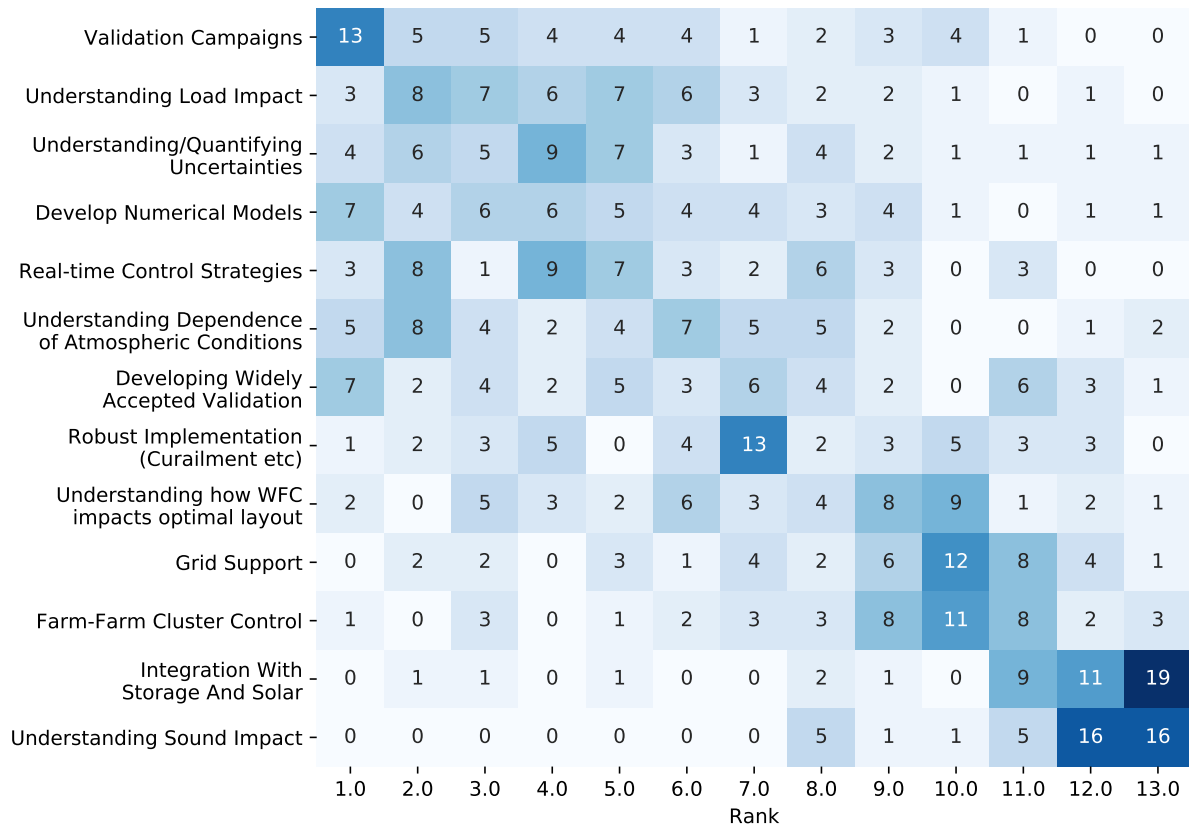 Validation Campaigns 13 5 5 4 4 4 1 2 3 4 1 0 0
Understanding Load Impact 3 8 7 6 7 6 3 2 2 1 0 1 0
Understanding/Quantifying
Uncertainties 4 6 5 9 7 3 1 4 2 1 1 1 1
Develop Numerical Models 7 4 6 6 5 4 4 3 4 1 0 1 1
Real-time Control Strategies 3 8 1 9 7 3 2 6 3 0 3 0 0
Understanding Dependence
of Atmospheric Conditions 5 8 4 2 4 7 5 5 2 0 0 1 2
Developing Widely
Accepted Validation 7 2 4 2 5 3 6 4 2 0 6 3 1
Robust Implementation
(Curailment etc) 1 2 3 5 0 4 13 2 3 5 3 3 0
Understanding how WFC
impacts optimal layout 2 0 5 3 2 6 3 4 8 9 1 2 1
Grid Support 0 2 2 0 3 1 4 2 6 12 8 4 1
Farm-Farm Cluster Control 1 0 3 0 1 2 3 3 8 11 8 2 3
Integration With
Storage And Solar 0 1 1 0 1 0 0 2 1 0 9 11 19
Understanding Sound Impact 0 0 0 0 0 0 0 5 1 1 5 16 16
1.0 2.0 3.0 4.0 5.0 6.0 7.0 8.0 9.0 10.0 11.0 12.0 13.0
Rank